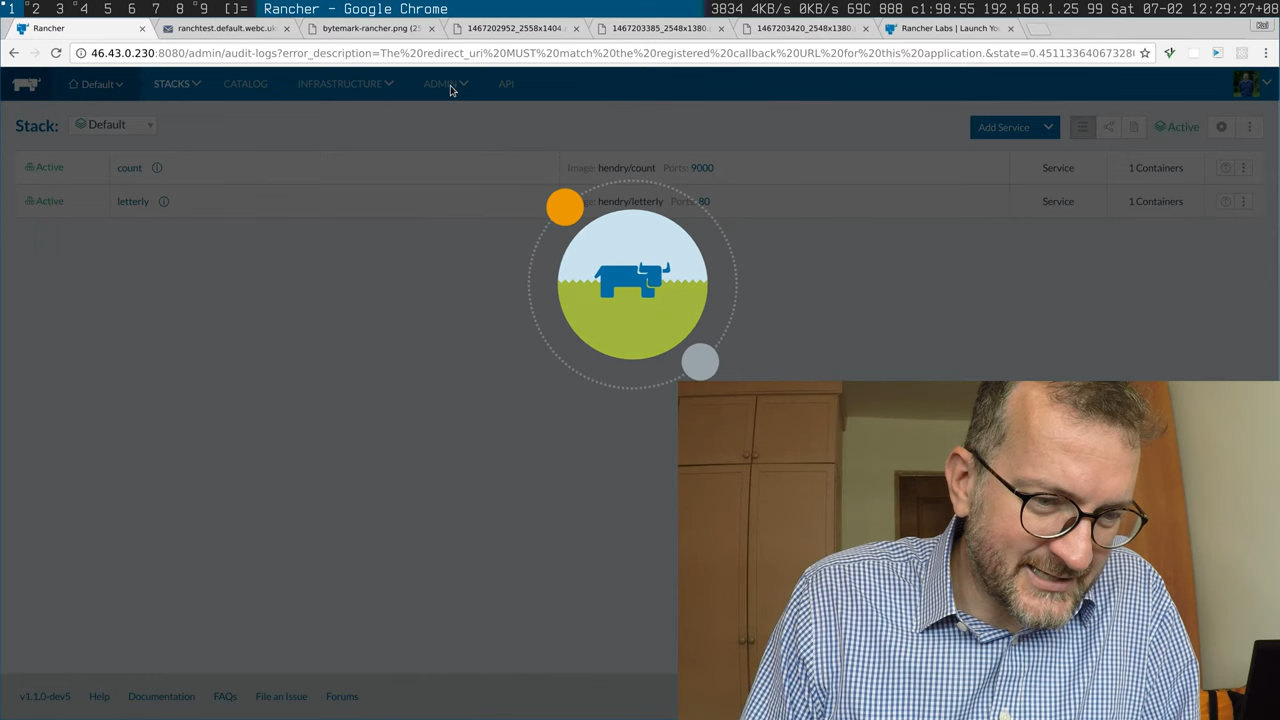 1 2 3 4 5 6 7 8 9 []= Rancher - Google Chrome 3034 4KB/s 0KB/s 69C 888 c1:98:55 192.168.1.25 99 Sat 07-02 12:29:27+08
Rancher
ranchtest.default.webc.uk
bytemark-rancher.png (25
1467202952_2558x1404.p
1467203385_2548x1380.p
1467203420_2548x1380.p
Rancher Labs | Launch Yo
Kai
46.43.0.230:8080/admin/audit-logs?error_description=The%20redirect_uri%20MUST%20match%20the%20registered%20callback%20URL%20for%20this%20application.&state=0.451133640673280
Default STACKS CATALOG INFRASTRUCTURE ADMIN API
Stack: Default Add Service Active
Active count Image: hendry/count Ports: 9000 Service 1 Containers
Active letterly hendry/letterly Ports: 80 Service 1 Containers
v1.1.0-dev5 Help Documentation FAQs File an Issue Forums